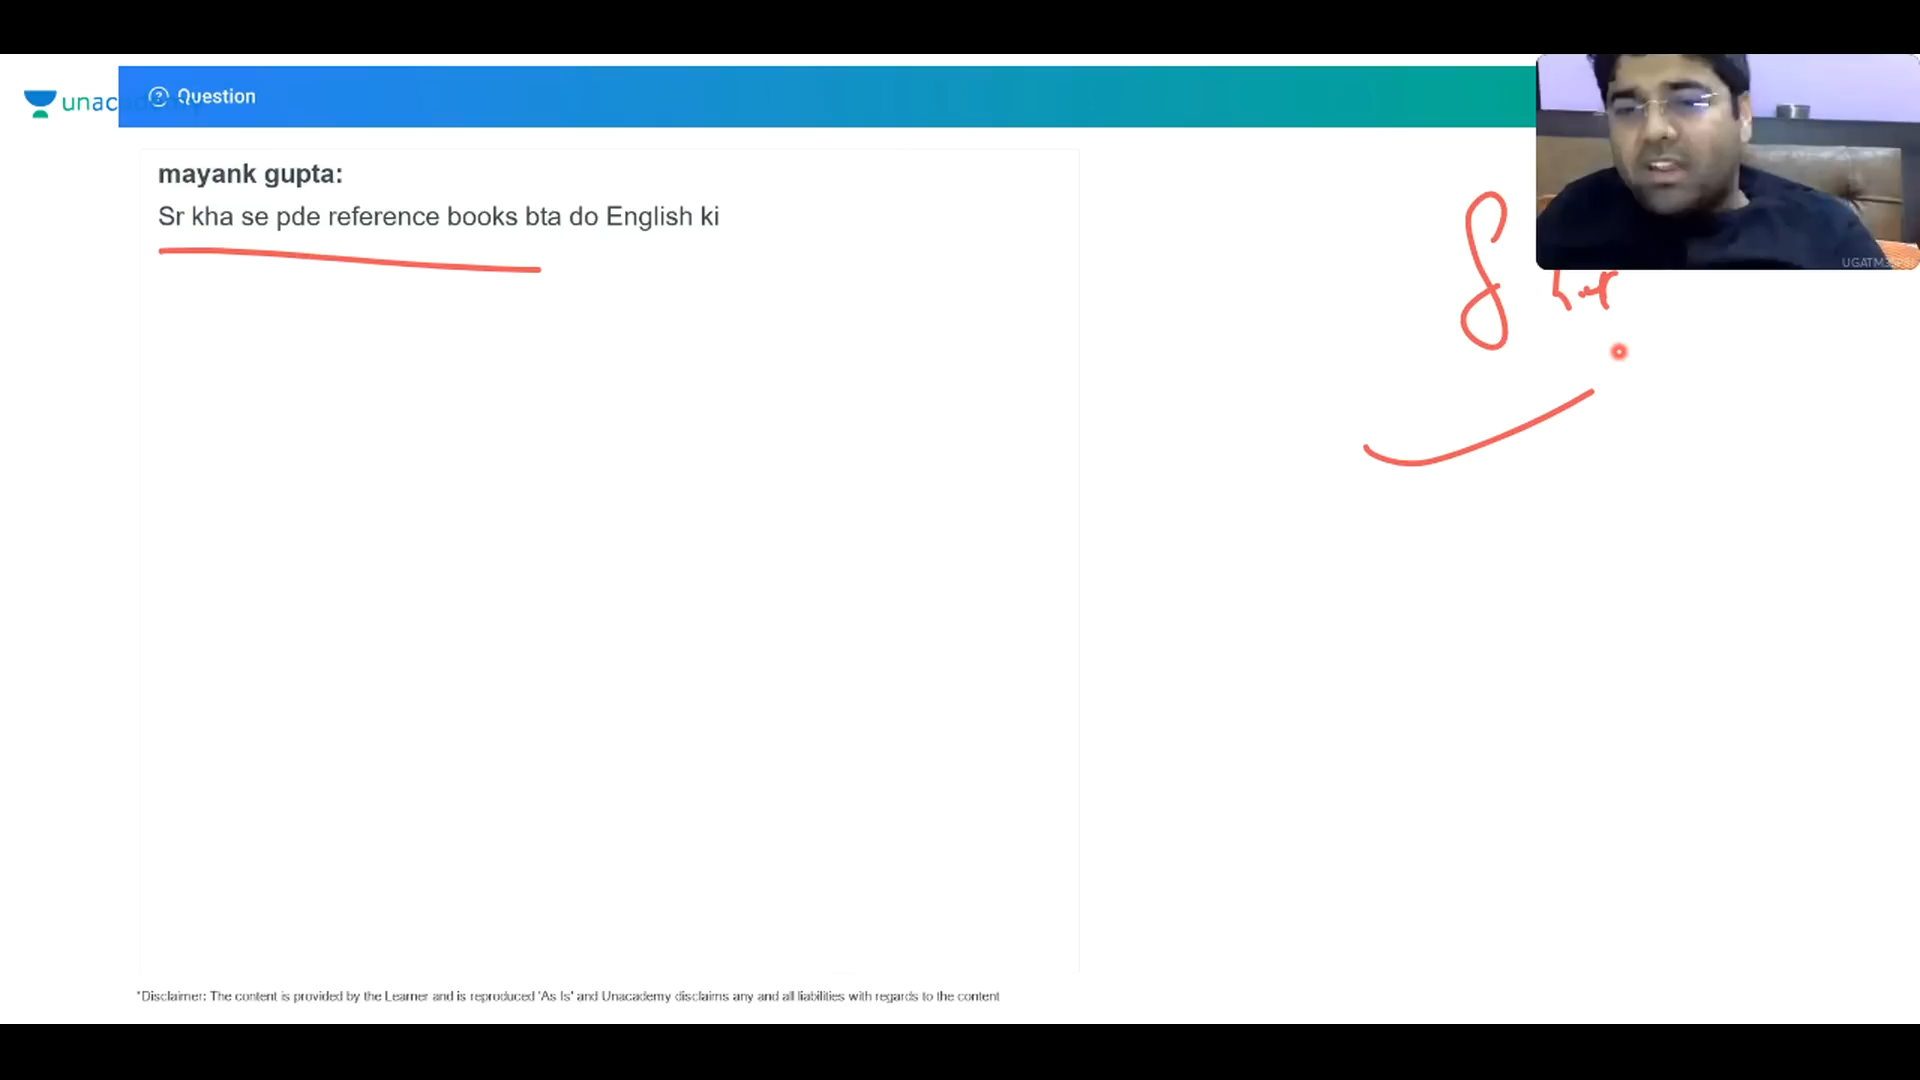 unacademy
Question
mayank gupta:
Sr kha se pde reference books bta do English ki
UGATM3SP8I
*Disclaimer: The content is provided by the Learner and is reproduced 'As Is' and Unacademy disclaims any and all liabilities with regards to the content